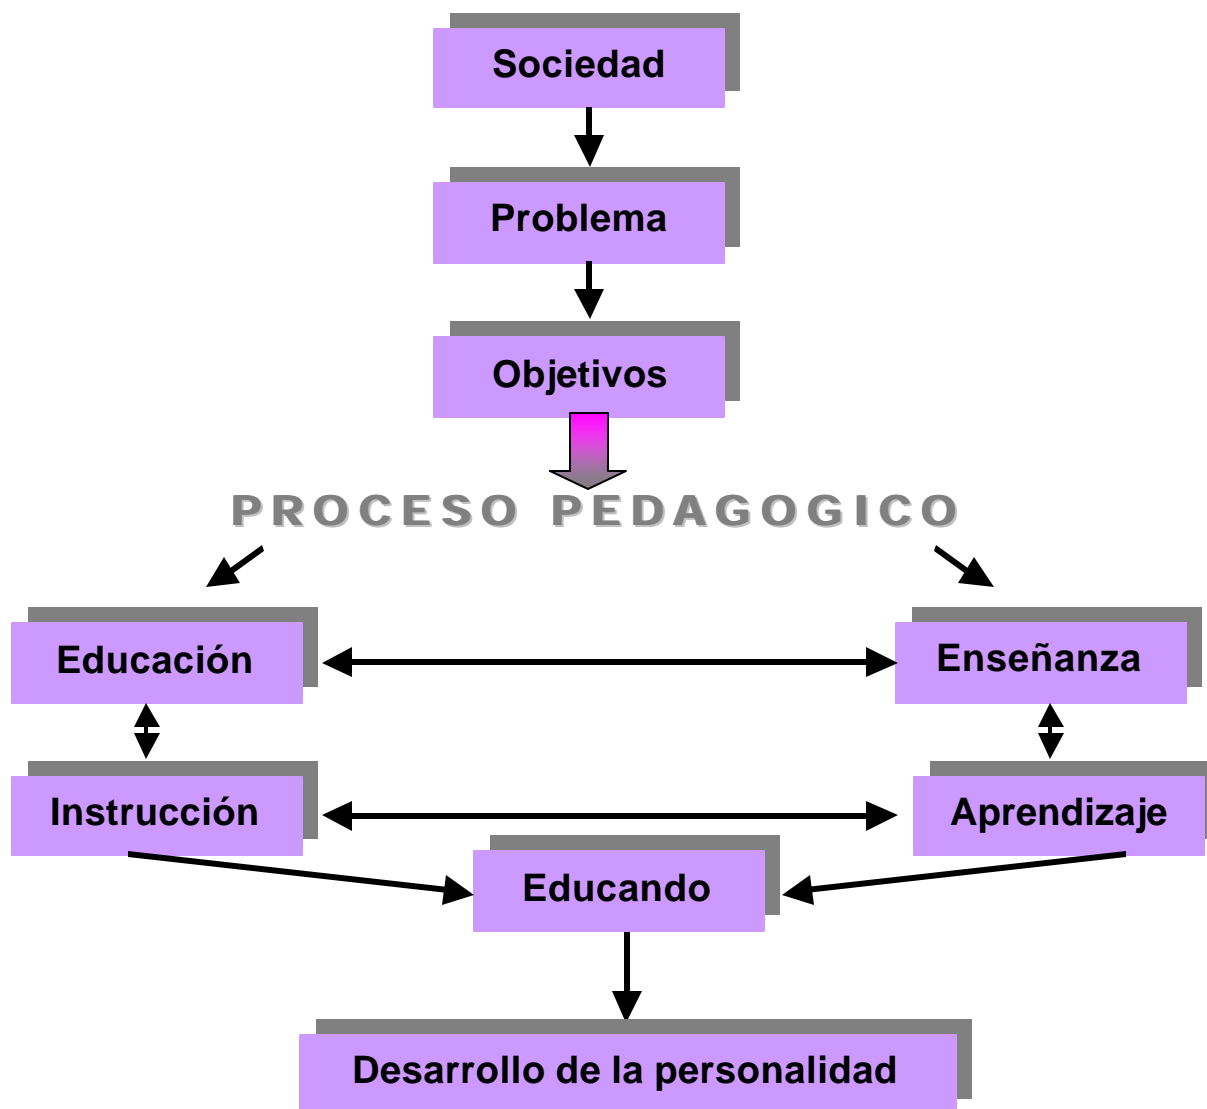 Sociedad
Problema
Objetivos
PROCESO PEDAGOGICO
Educación
Enseñanza
Instrucción
Aprendizaje
Educando
Desarrollo de la personalidad